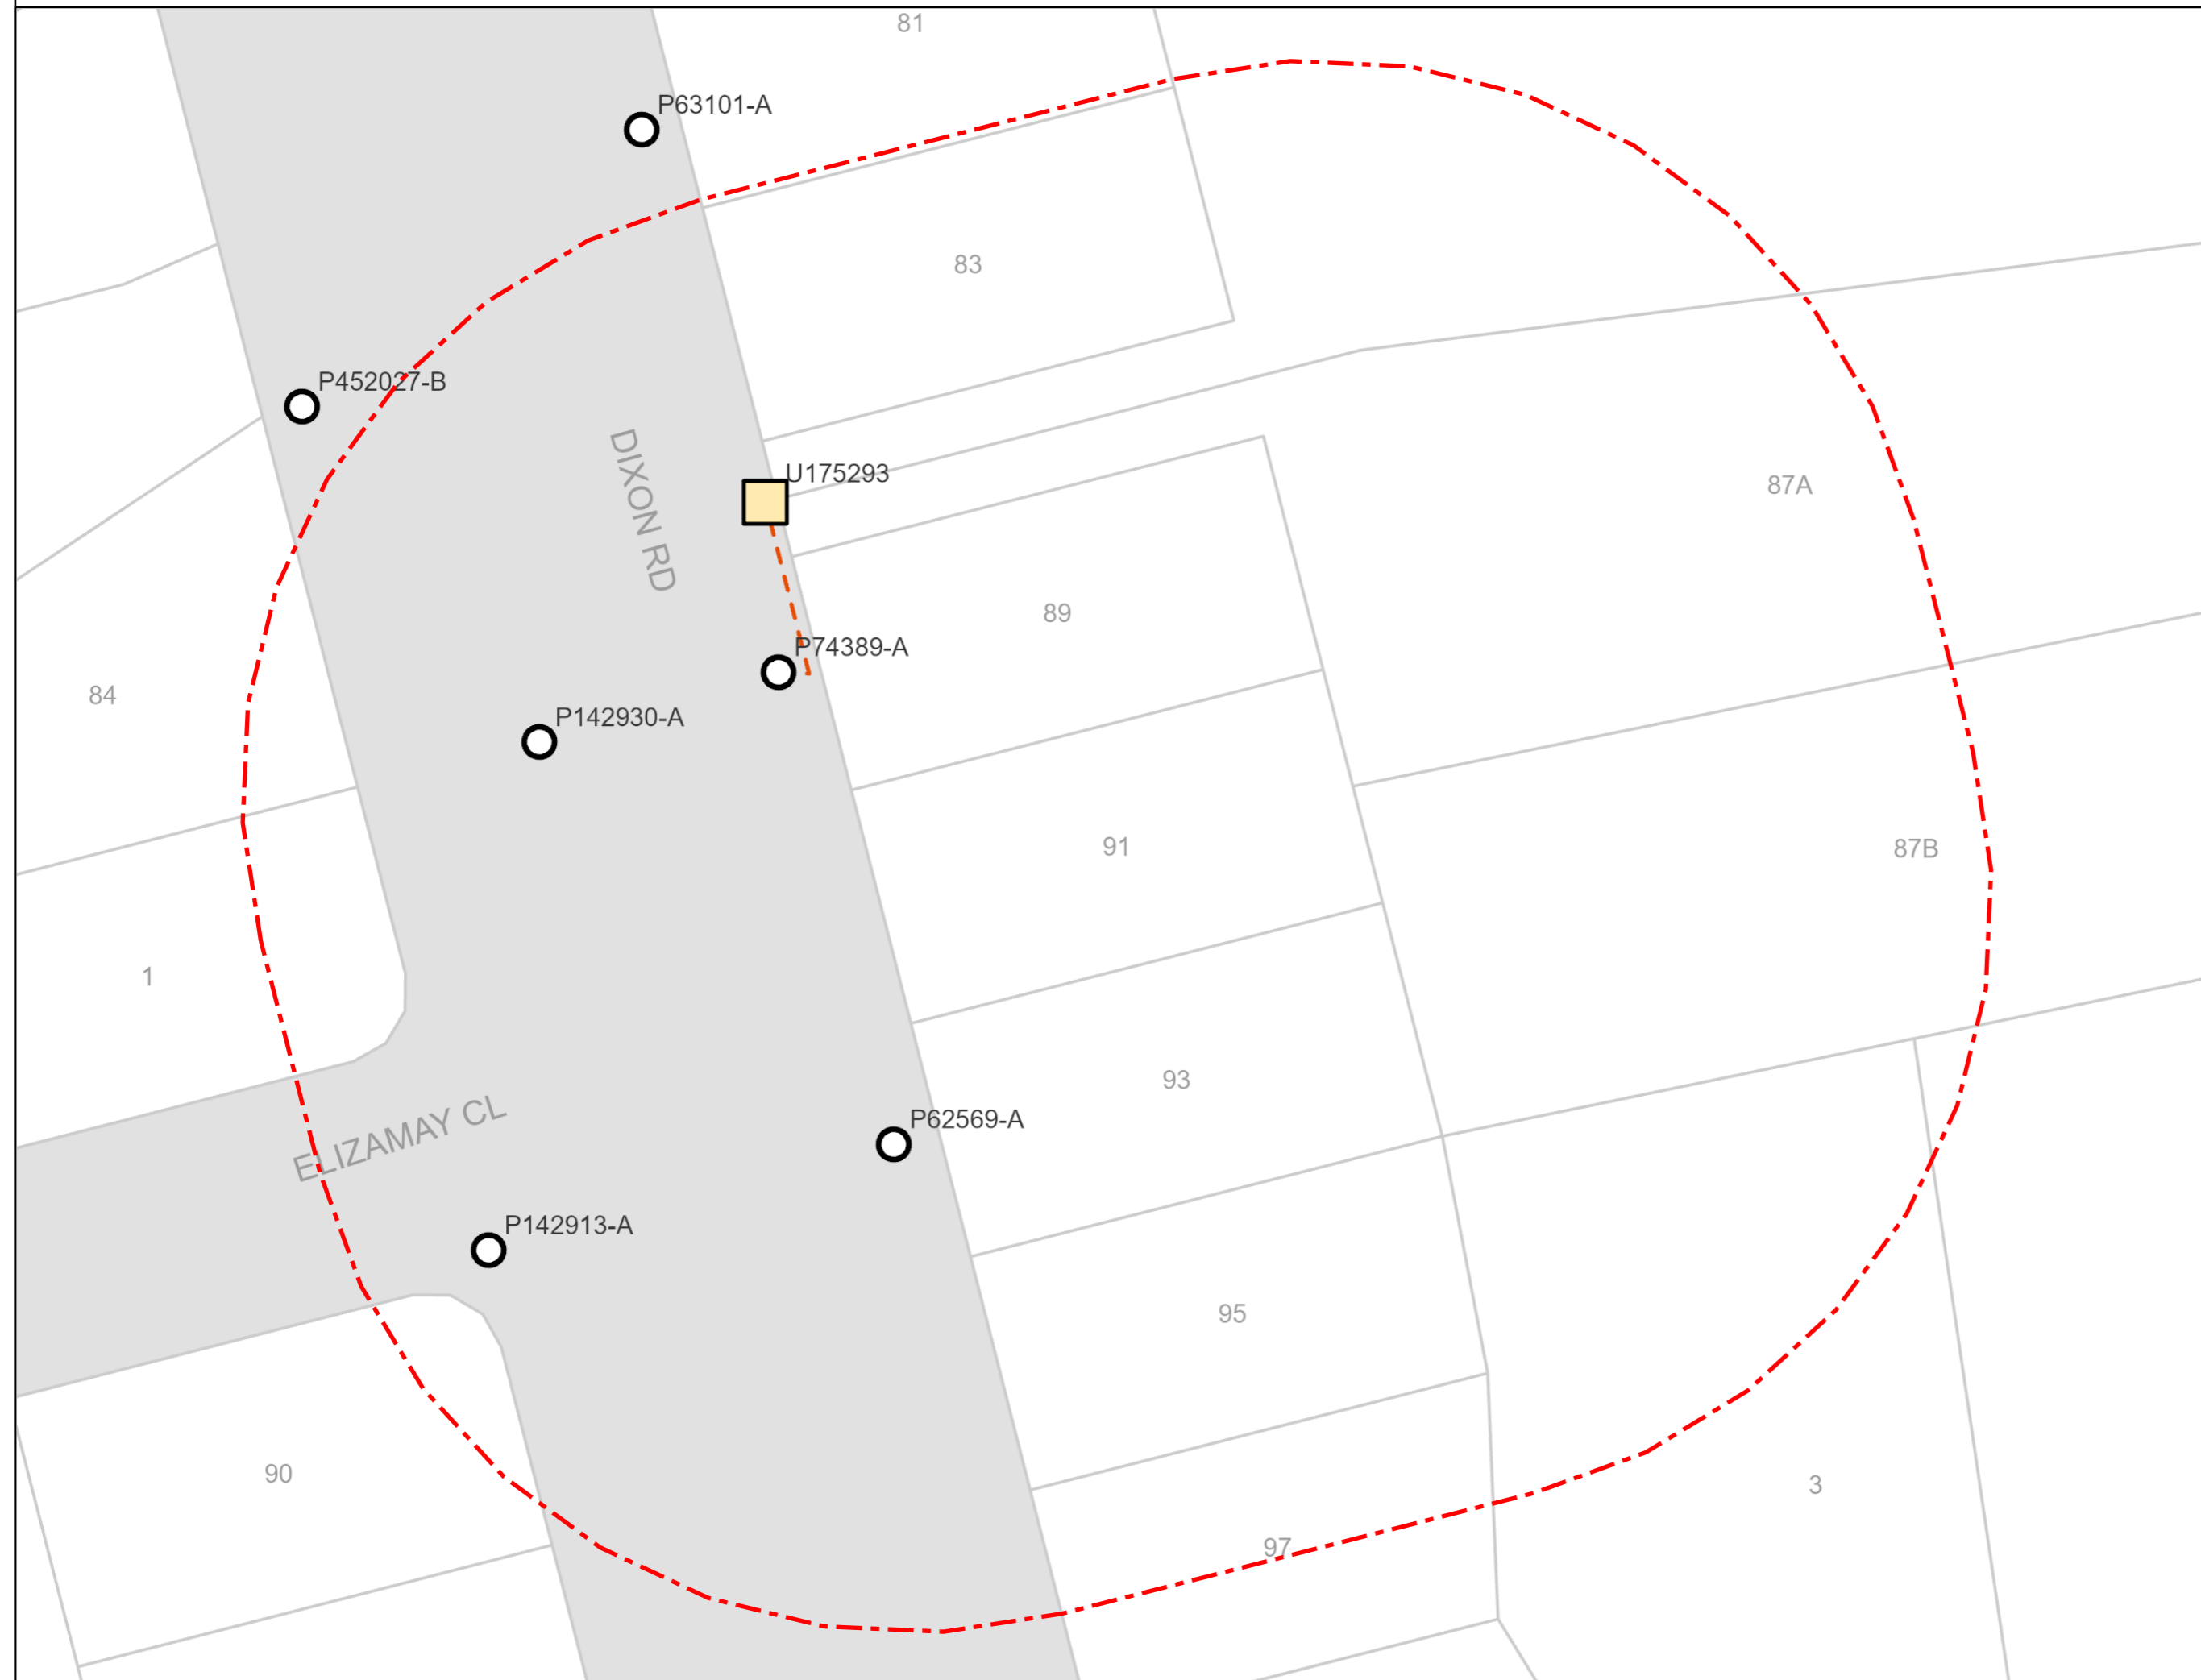 81
P63101-A
83
P452027-B
DIXON RD
U175293
87A
89
P74389-A
84
P142930-A
91
87B
1
93
ELIZAMAY CL
P62569-A
P142913-A
95
90
3
97